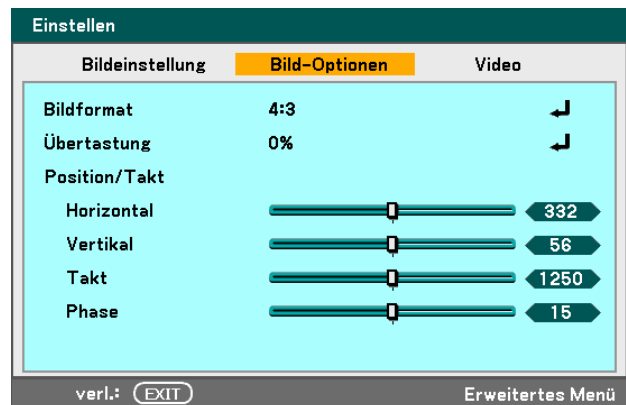 Einstellen
Bildeinstellung Bild-Optionen Video
Bildformat 4:3
Übertastung 0%
Position/Takt
Horizontal 332
Vertikal 56
Takt 1250
Phase 15
verl.: EXIT Erweitertes Menü